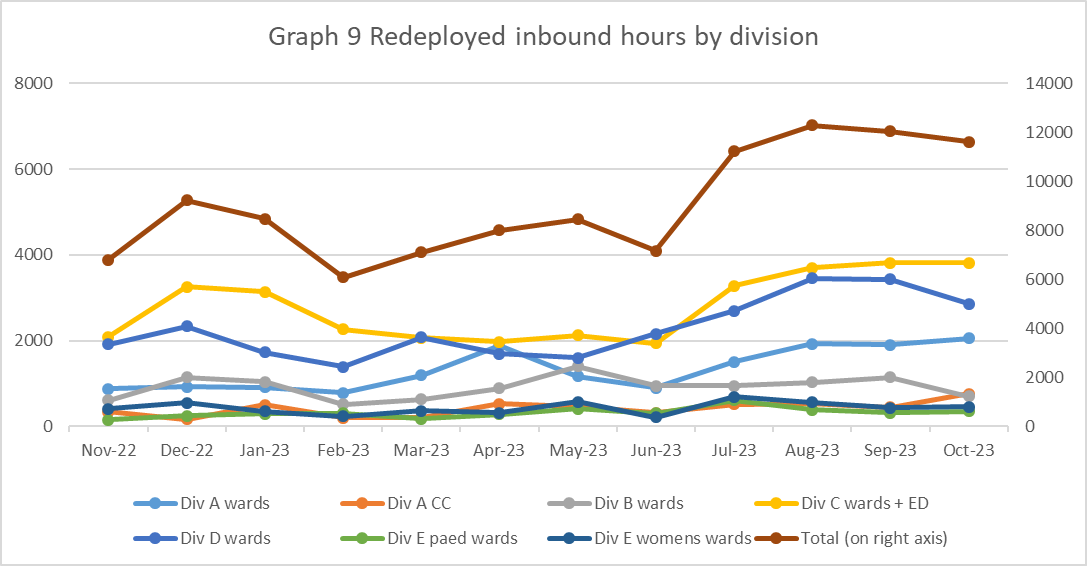 Graph 9 Redeployed inbound hours by division
8000 14000
12000
6000 10000
8000
4000
6000
4000
2000
2000
0 0
Nov-22 Dec-22 Jan-23 Feb-23 Mar-23 Apr-23 May-23 Jun-23 Jul-23 Aug-23 Sep-23 Oct-23
Div A wards Div A CC Div B wards Div C wards + ED
Div D wards Div E paed wards Div E womens wards Total (on right axis)